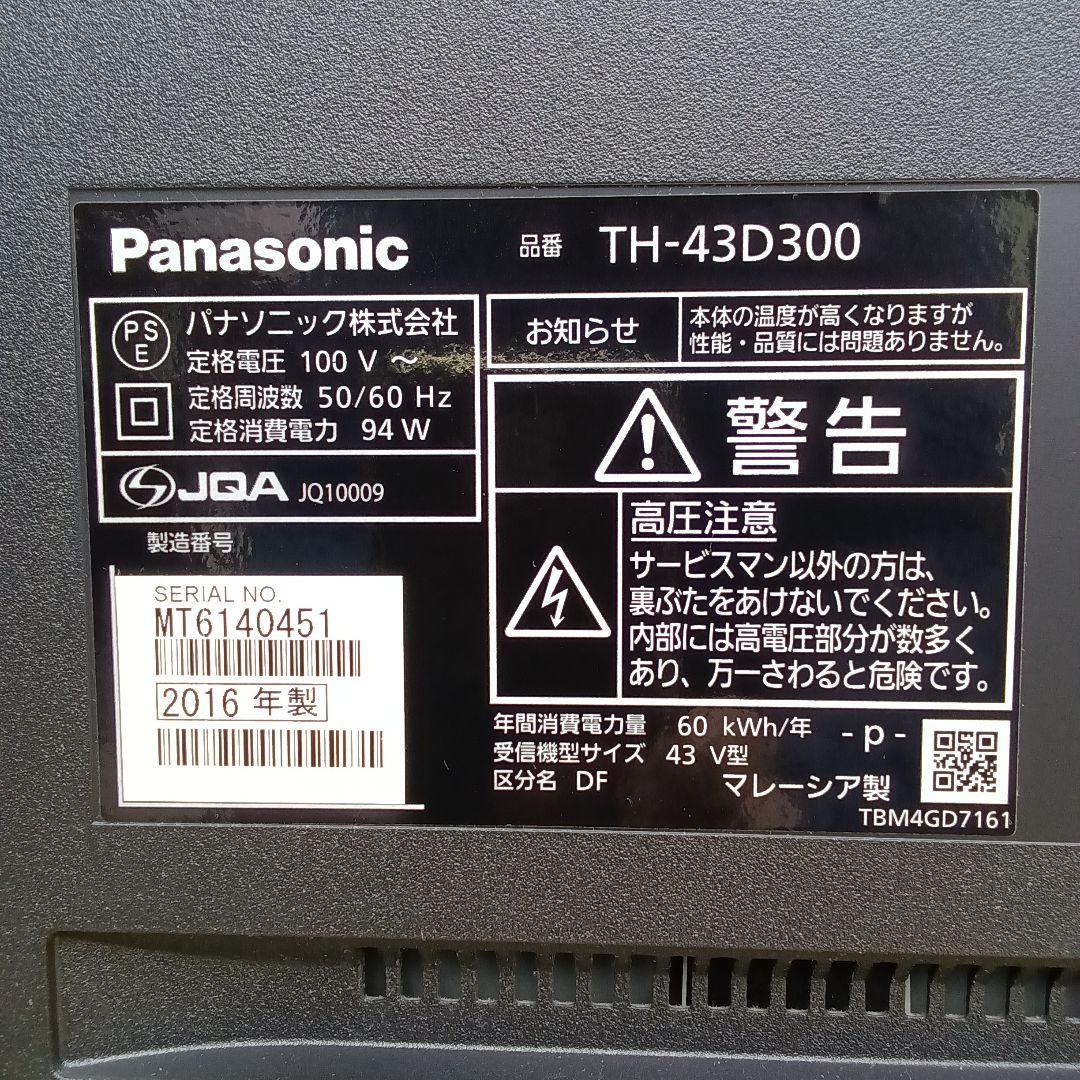 Panasonic
品番 TH-43D300
PS
E
パナソニック株式会社
定格電圧 100 V ～
定格周波数 50/60 Hz
定格消費電力 94 W
JQA JQ10009
製造番号
SERIAL NO.
MT6140451
2016 年製
お知らせ
本体の温度が高くなりますが
性能・品質には問題ありません。
警告
高圧注意
サービスマン以外の方は、
裏ぶたをあけないでください。
内部には高電圧部分が数多く
あり、万一さわると危険です。
年間消費電力量 60 kWh/年
受信機型サイズ 43 V型
区分名 DF
- p -
マレーシア製
TBM4GD7161